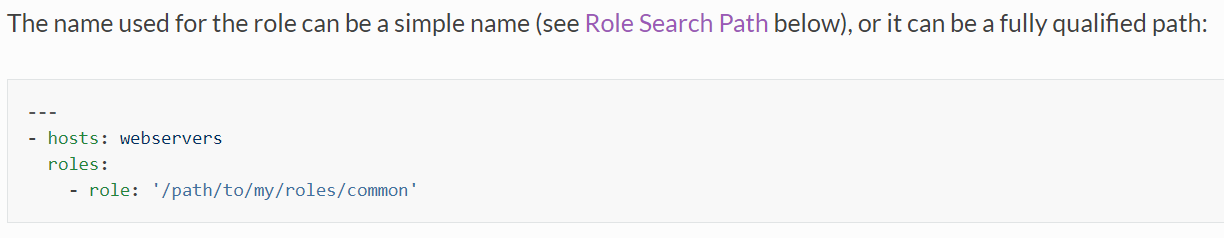 The name used for the role can be a simple name (see Role Search Path below), or it can be a fully qualified path:
---
- hosts: webservers
  roles:
    - role: '/path/to/my/roles/common'